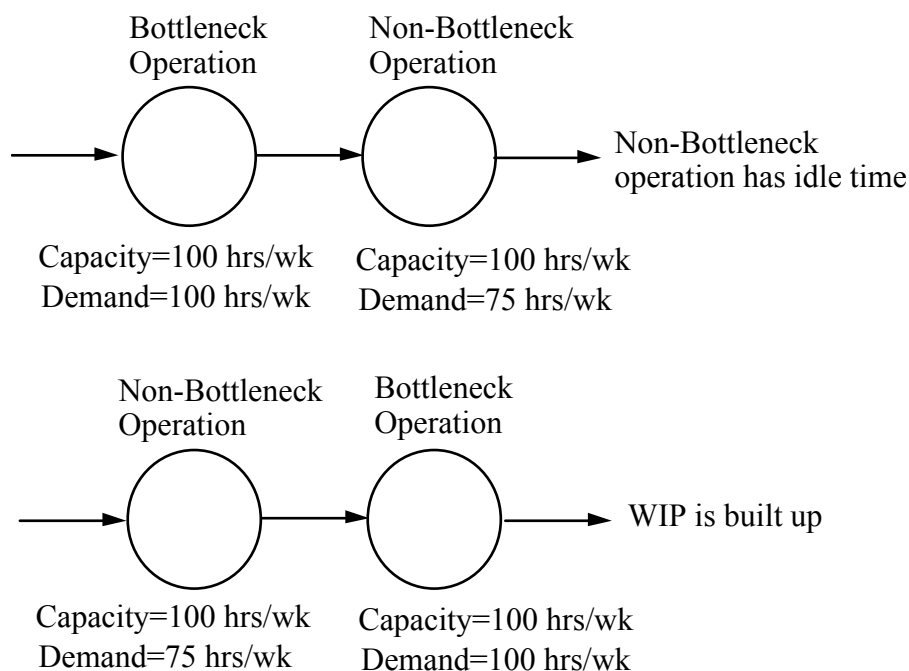 Bottleneck
Operation
Non-Bottleneck
Operation
Non-Bottleneck
operation has idle time
Capacity=100 hrs/wk
Demand=100 hrs/wk
Capacity=100 hrs/wk
Demand=75 hrs/wk
Non-Bottleneck
Operation
Bottleneck
Operation
WIP is built up
Capacity=100 hrs/wk
Demand=75 hrs/wk
Capacity=100 hrs/wk
Demand=100 hrs/wk